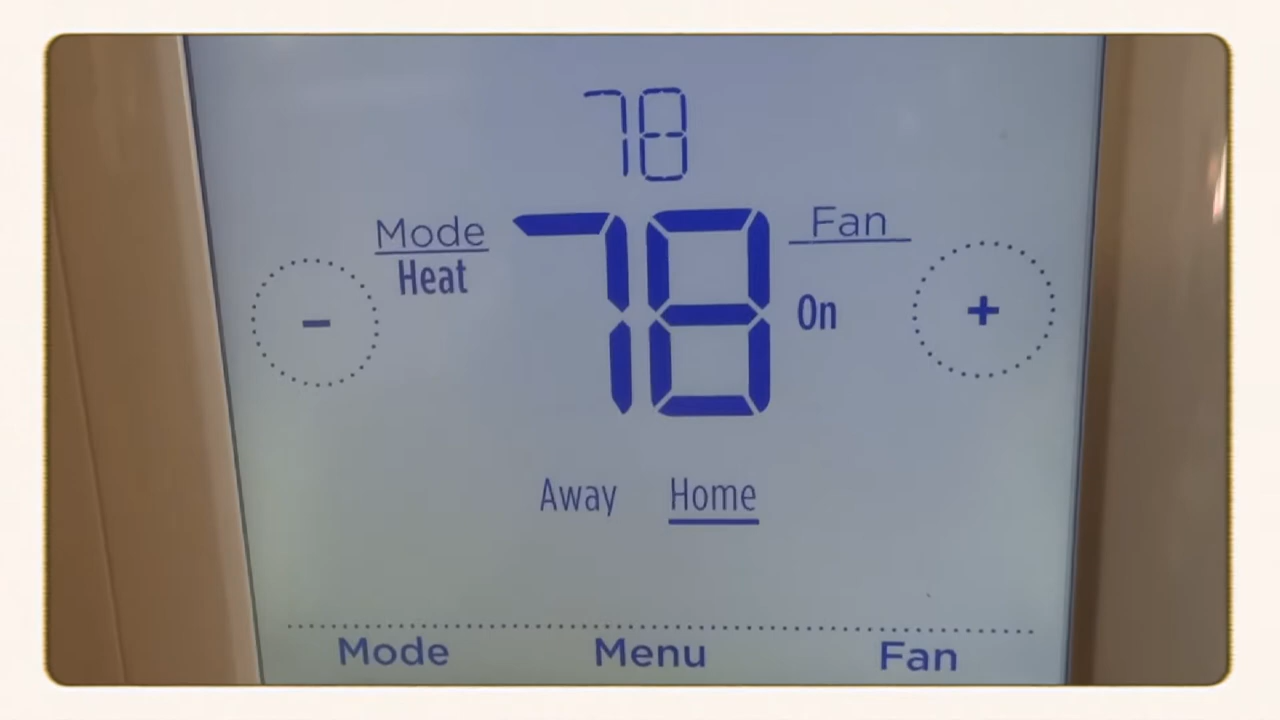 78
Mode 78 Fan
Heat
- On +
Away Home
Mode Menu Fan